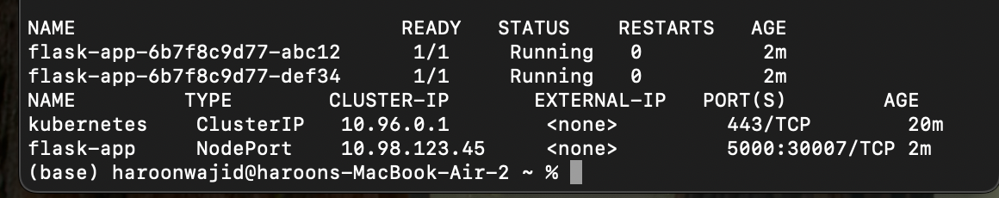 NAME READY STATUS RESTARTS AGE
flask-app-6b7f8c9d77-abc12 1/1 Running 0 2m
flask-app-6b7f8c9d77-def34 1/1 Running 0 2m
NAME TYPE CLUSTER-IP EXTERNAL-IP PORT(S) AGE
kubernetes ClusterIP 10.96.0.1 <none> 443/TCP 20m
flask-app NodePort 10.98.123.45 <none> 5000:30007/TCP 2m
(base) haroonwajid@haroons-MacBook-Air-2 ~ %